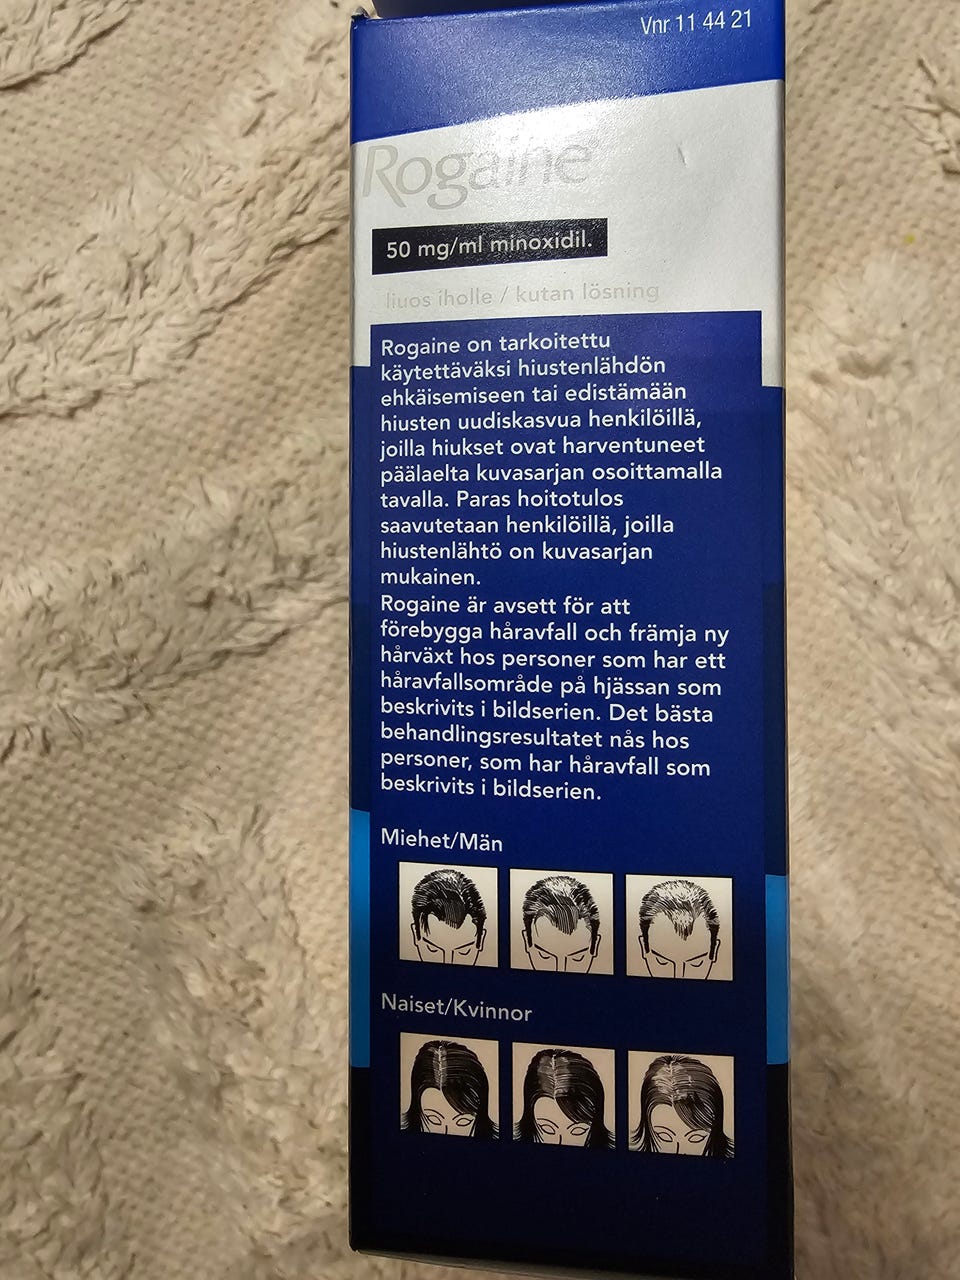 Vnr 11 44 21
Rogaine®
50 mg/ml minoxidil.
liuos iholle / kutan lösning
Rogaine on tarkoitettu
käytettäväksi hiustenlähdön
ehkäisemiseen tai edistämään
hiusten uudiskasvua henkilöillä,
joilla hiukset ovat harventuneet
päälaelta kuvasarjan osoittamalla
tavalla. Paras hoitotulos
saavutetaan henkilöillä, joilla
hiustenlähtö on kuvasarjan
mukainen.
Rogaine är avsett för att
förebygga håravfall och främja ny
hårväxt hos personer som har ett
håravfallsområde på hjässan som
beskrivits i bildserien. Det bästa
behandlingsresultatet nås hos
personer, som har håravfall som
beskrivits i bildserien.
Miehet/Män
Naiset/Kvinnor